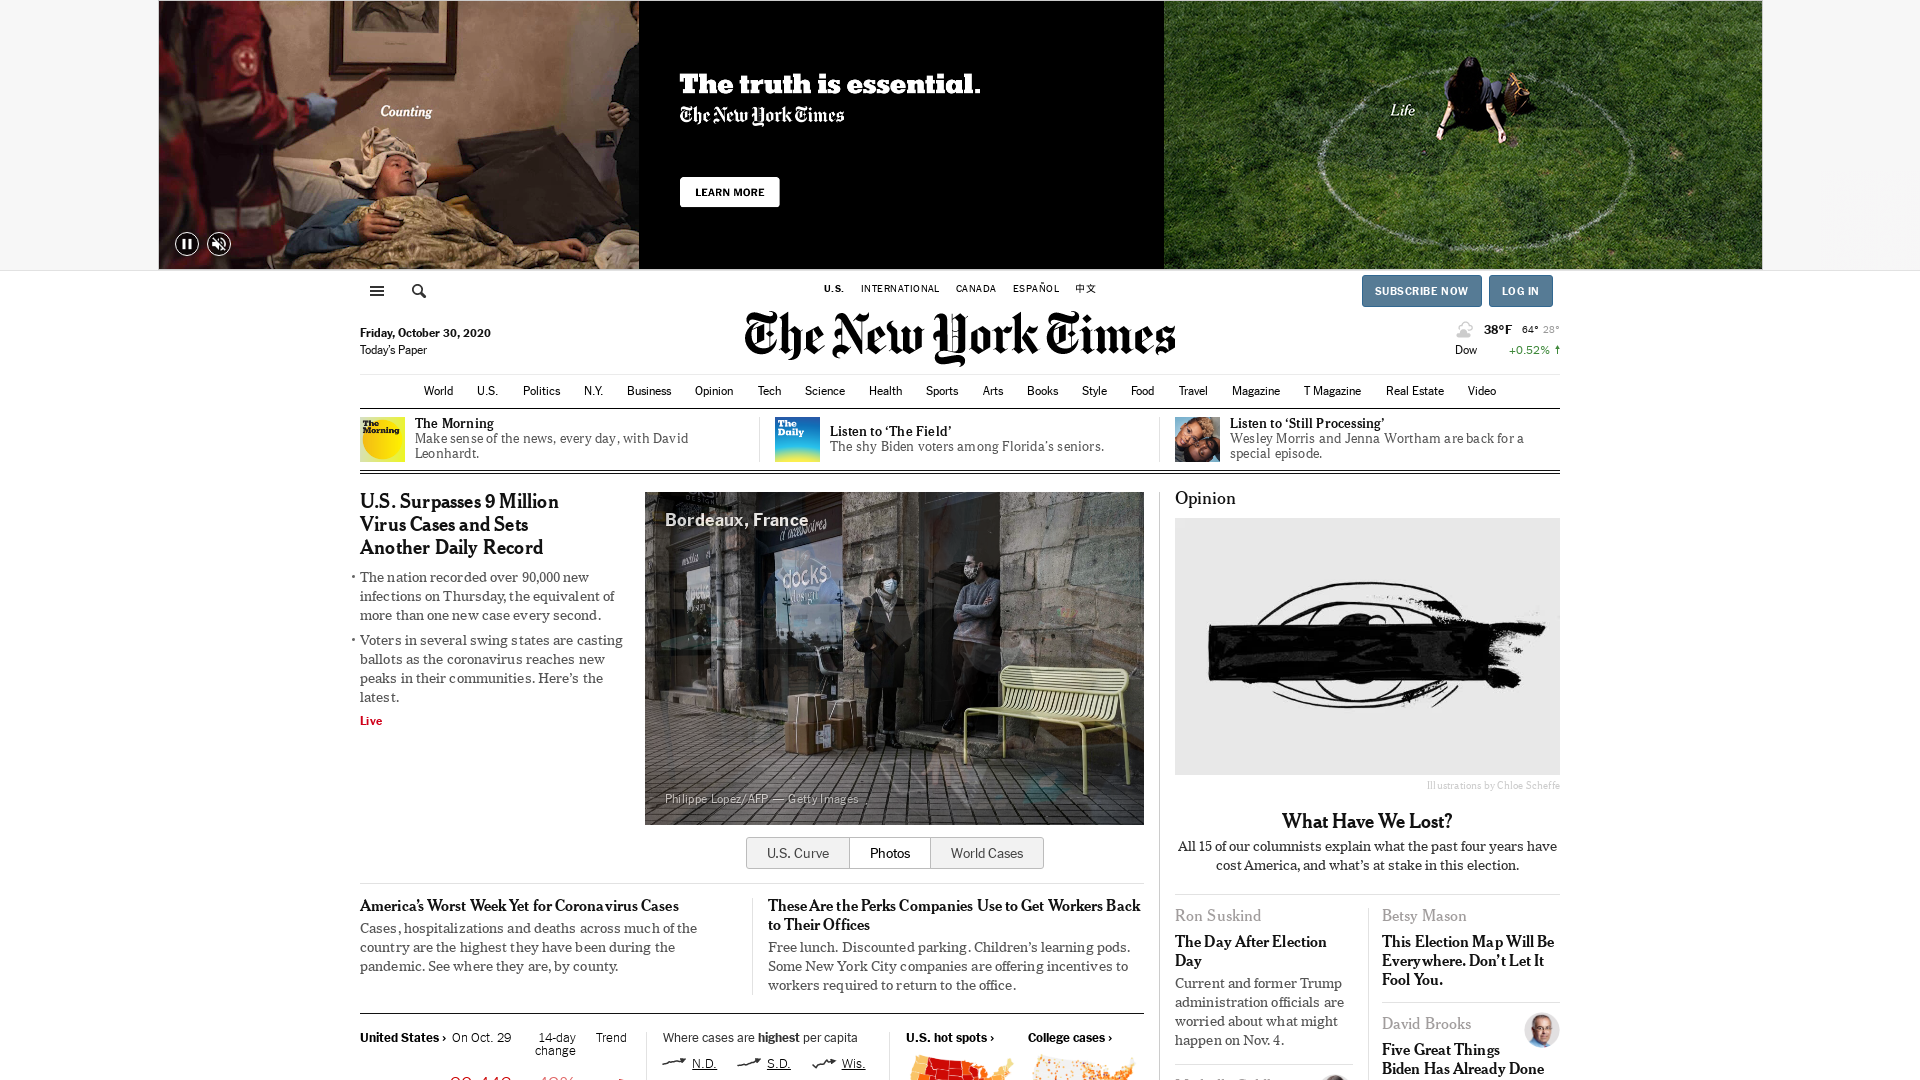 Counting
The truth is essential.
The New York Times
LEARN MORE
Life
U.S. INTERNATIONAL CANADA ESPAÑOL 中文
SUBSCRIBE NOW LOG IN
Friday, October 30, 2020
Today's Paper
The New York Times
38°F 64° 28°
Dow +0.52% ↑
World U.S. Politics N.Y. Business Opinion Tech Science Health Sports Arts Books Style Food Travel Magazine T Magazine Real Estate Video
The Morning
The Morning
Make sense of the news, every day, with David
Leonhardt.
The Daily
Listen to ‘The Field’
The shy Biden voters among Florida’s seniors.
Listen to ‘Still Processing’
Wesley Morris and Jenna Wortham are back for a
special episode.
U.S. Surpasses 9 Million
Virus Cases and Sets
Another Daily Record
• The nation recorded over 90,000 new
infections on Thursday, the equivalent of
more than one new case every second.
• Voters in several swing states are casting
ballots as the coronavirus reaches new
peaks in their communities. Here’s the
latest.
Live
Bordeaux, France
d'accessoires
docks
design
Philippe Lopez/AFP — Getty Images
U.S. Curve Photos World Cases
America’s Worst Week Yet for Coronavirus Cases
Cases, hospitalizations and deaths across much of the
country are the highest they have been during the
pandemic. See where they are, by county.
These Are the Perks Companies Use to Get Workers Back
to Their Offices
Free lunch. Discounted parking. Children’s learning pods.
Some New York City companies are offering incentives to
workers required to return to the office.
United States › On Oct. 29 14-day
change Trend
Where cases are highest per capita
N.D. S.D. Wis.
U.S. hot spots › College cases ›
Opinion
Illustrations by Chloe Scheffe
What Have We Lost?
All 15 of our columnists explain what the past four years have
cost America, and what’s at stake in this election.
Ron Suskind
The Day After Election
Day
Current and former Trump
administration officials are
worried about what might
happen on Nov. 4.
Betsy Mason
This Election Map Will Be
Everywhere. Don’t Let It
Fool You.
David Brooks
Five Great Things
Biden Has Already Done